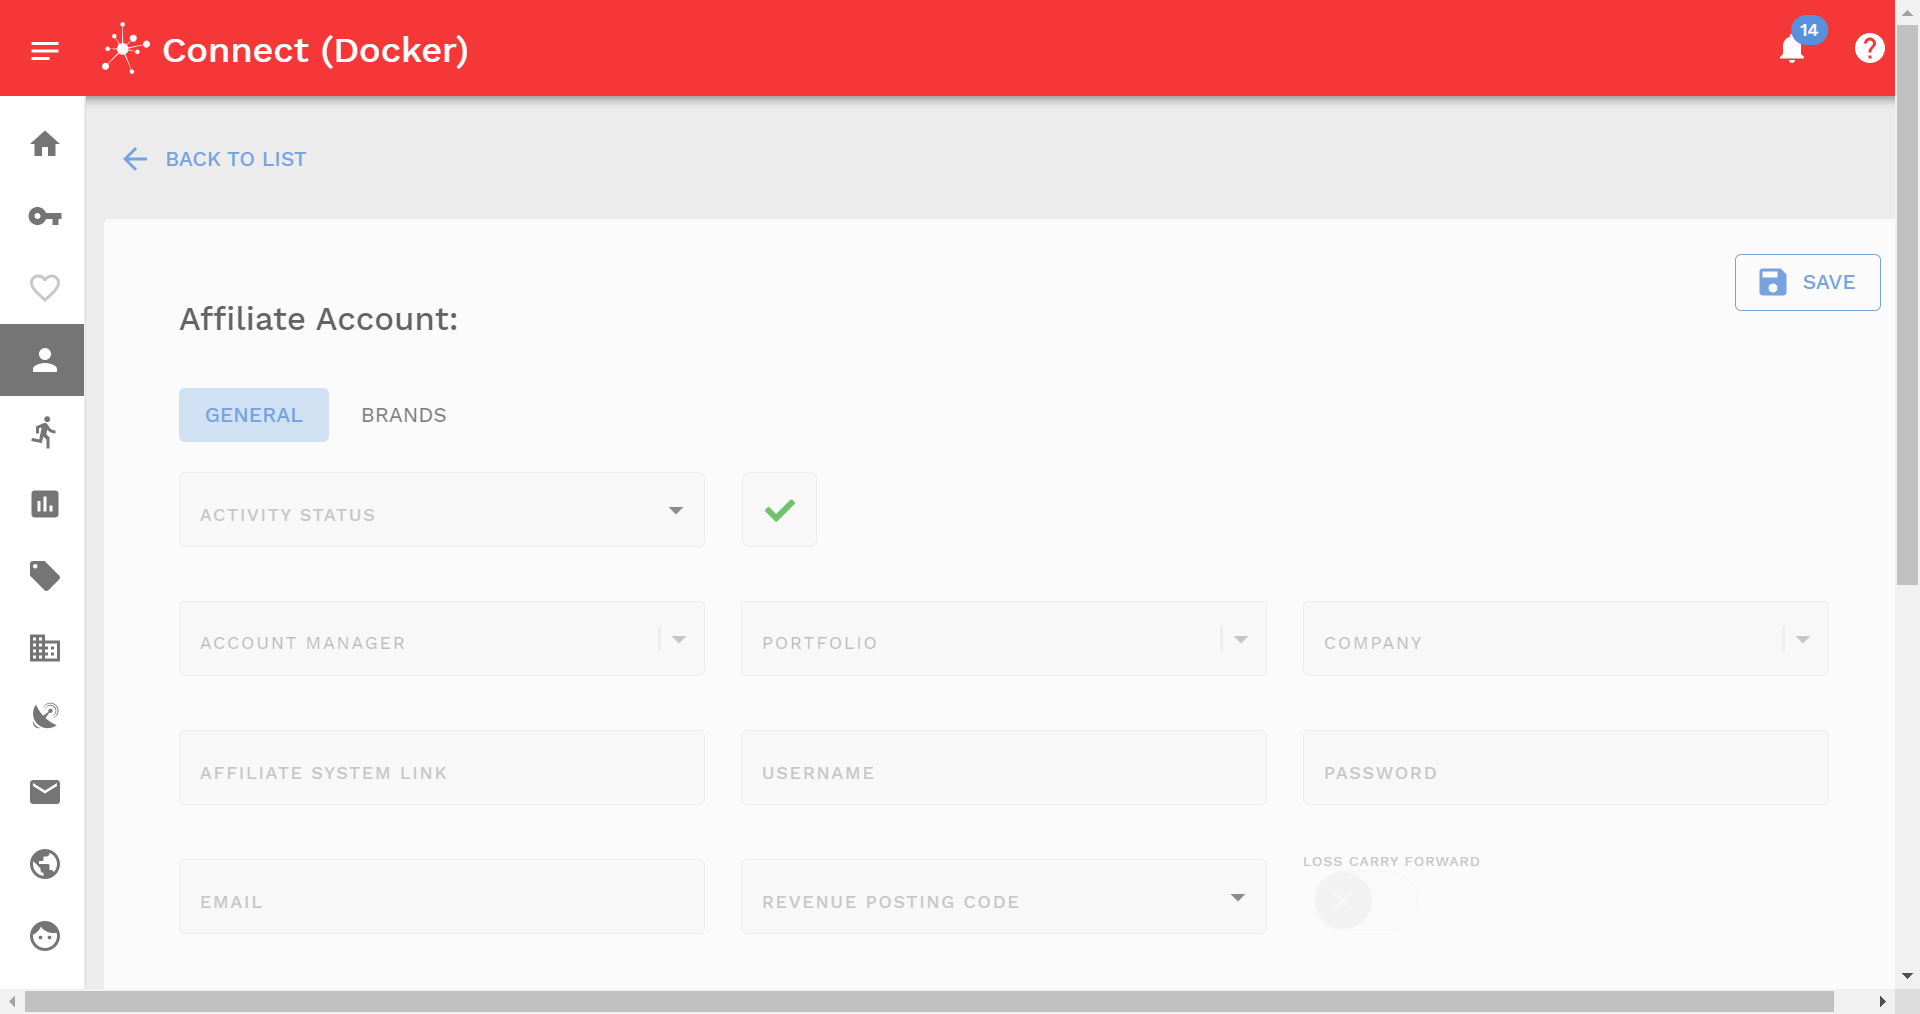 Connect (Docker)
14
BACK TO LIST
SAVE
Affiliate Account:
GENERAL BRANDS
ACTIVITY STATUS
ACCOUNT MANAGER PORTFOLIO COMPANY
AFFILIATE SYSTEM LINK USERNAME PASSWORD
LOSS CARRY FORWARD
EMAIL REVENUE POSTING CODE